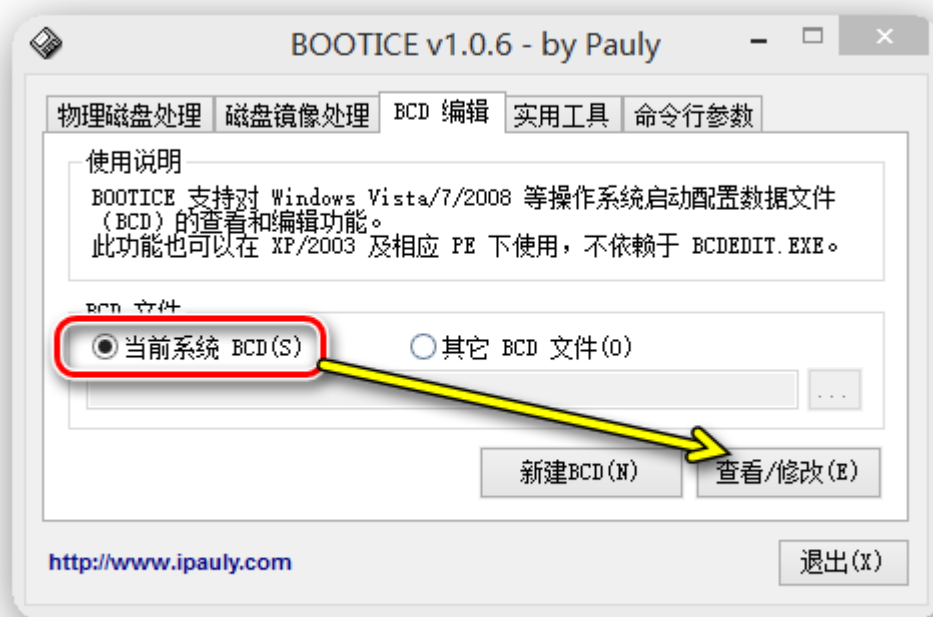 BOOTICE v1.0.6 - by Pauly
物理磁盘处理 磁盘镜像处理 BCD 编辑 实用工具 命令行参数
使用说明
BOOTICE 支持对 Windows Vista/7/2008 等操作系统启动配置数据文件
（BCD）的查看和编辑功能。
此功能也可以在 XP/2003 及相应 PE 下使用，不依赖于 BCDEDIT.EXE。
BCD 文件
当前系统 BCD(S) 其它 BCD 文件(O)
...
新建BCD(N) 查看/修改(E)
http://www.ipauly.com 退出(X)